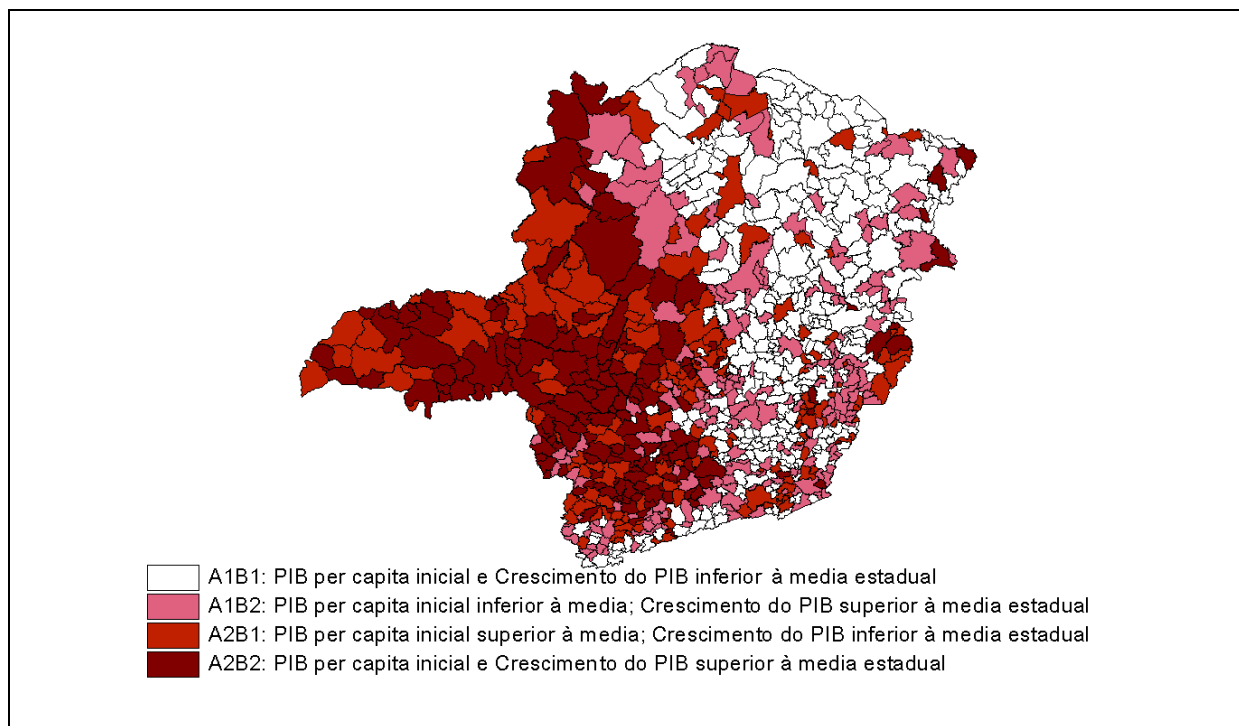 A1B1: PIB per capita inicial e Crescimento do PIB inferior à media estadual
A1B2: PIB per capita inicial inferior à media; Crescimento do PIB superior à media estadual
A2B1: PIB per capita inicial superior à media; Crescimento do PIB inferior à media estadual
A2B2: PIB per capita inicial e Crescimento do PIB superior à media estadual